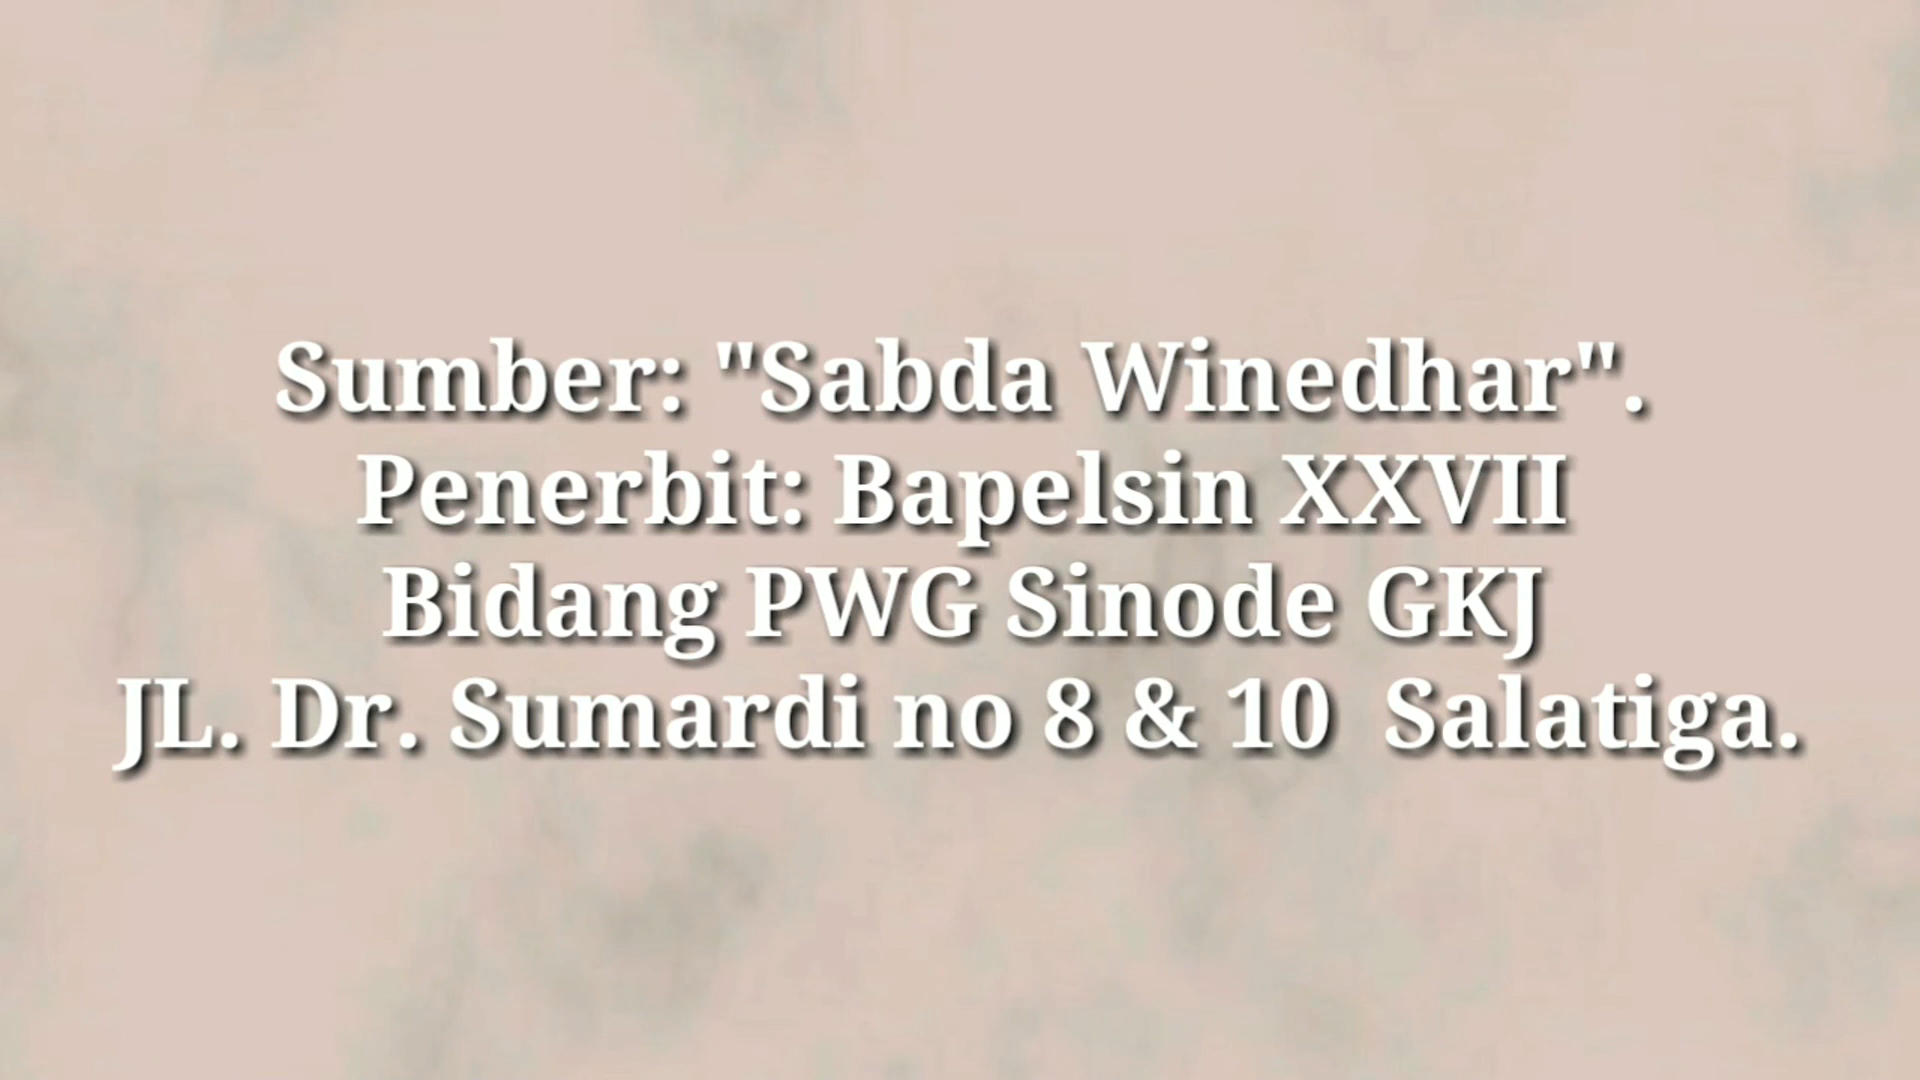 Sumber: "Sabda Winedhar".
Penerbit: Bapelsin XXVII
Bidang PWG Sinode GKJ
JL. Dr. Sumardi no 8 & 10  Salatiga.